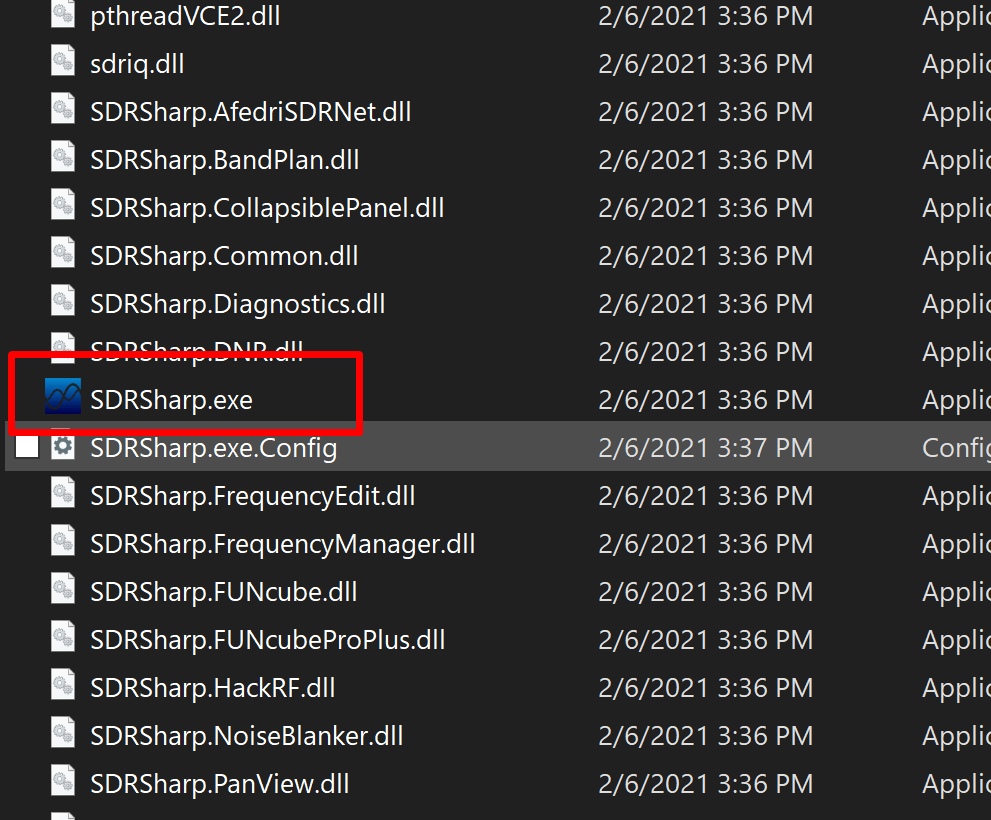 pthreadVCE2.dll 2/6/2021 3:36 PM Applic
sdriq.dll 2/6/2021 3:36 PM Applic
SDRSharp.AfedriSDRNet.dll 2/6/2021 3:36 PM Applic
SDRSharp.BandPlan.dll 2/6/2021 3:36 PM Applic
SDRSharp.CollapsiblePanel.dll 2/6/2021 3:36 PM Applic
SDRSharp.Common.dll 2/6/2021 3:36 PM Applic
SDRSharp.Diagnostics.dll 2/6/2021 3:36 PM Applic
SDRSharp.DNR.dll 2/6/2021 3:36 PM Applic
SDRSharp.exe 2/6/2021 3:36 PM Applic
SDRSharp.exe.Config 2/6/2021 3:37 PM Config
SDRSharp.FrequencyEdit.dll 2/6/2021 3:36 PM Applic
SDRSharp.FrequencyManager.dll 2/6/2021 3:36 PM Applic
SDRSharp.FUNcube.dll 2/6/2021 3:36 PM Applic
SDRSharp.FUNcubeProPlus.dll 2/6/2021 3:36 PM Applic
SDRSharp.HackRF.dll 2/6/2021 3:36 PM Applic
SDRSharp.NoiseBlanker.dll 2/6/2021 3:36 PM Applic
SDRSharp.PanView.dll 2/6/2021 3:36 PM Applic